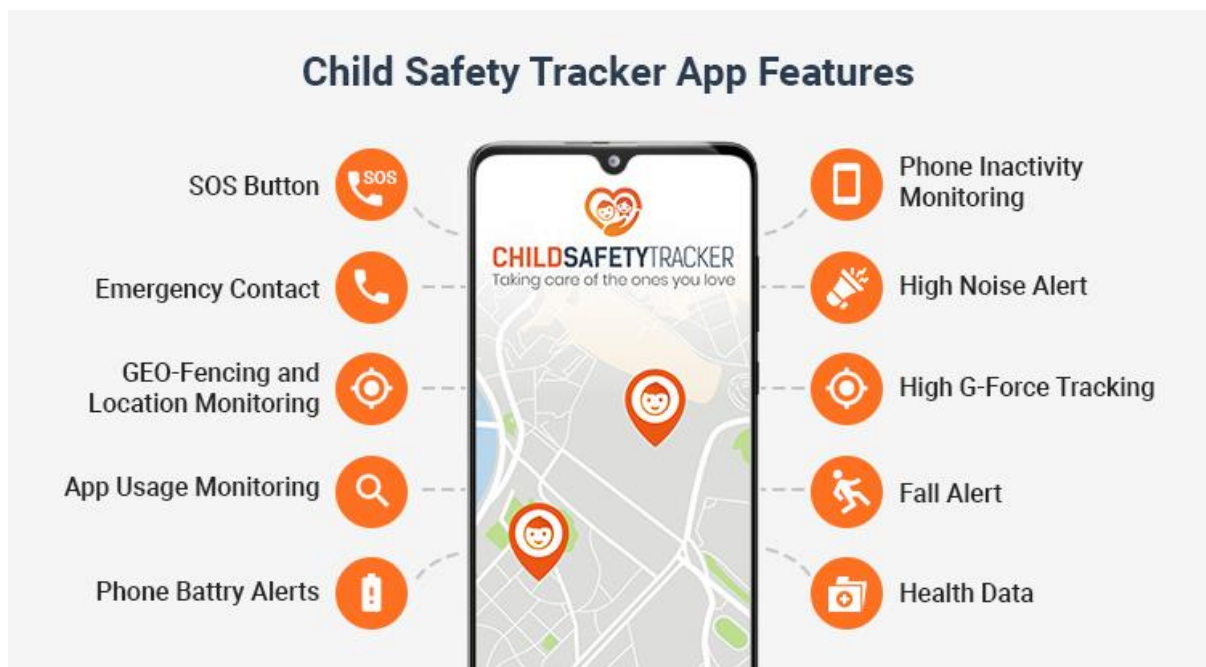 Child Safety Tracker App Features
SOS Button
SOS
Emergency Contact
GEO-Fencing and
Location Monitoring
App Usage Monitoring
Phone Battry Alerts
CHILDSAFETYTRACKER
Taking care of the ones you love
Phone Inactivity
Monitoring
High Noise Alert
High G-Force Tracking
Fall Alert
Health Data